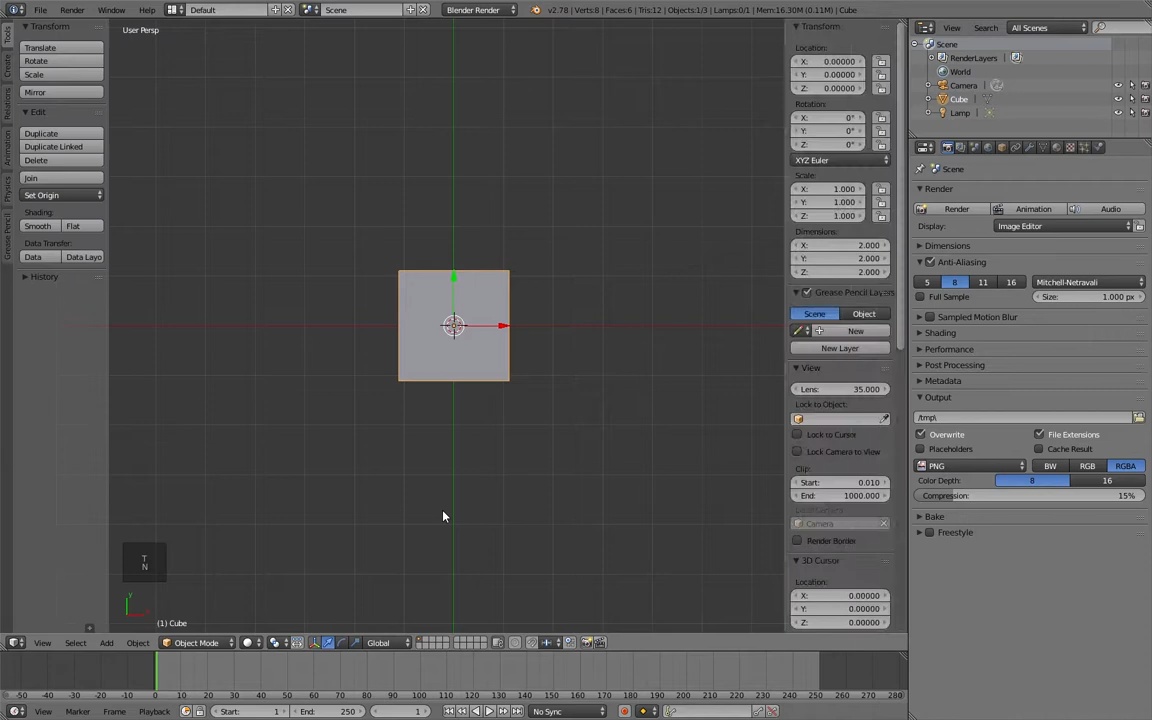 File Render Window Help Default Scene Blender Render v2.78 | Verts:8 | Faces:6 | Tris:12 | Objects:1/3 | Lamps:0/1 | Mem:16.30M (0.11M) | Cube
Tools
Create
Relations
Animation
Physics
Grease Pencil
Transform
Translate
Rotate
Scale
Mirror
Edit
Duplicate
Duplicate Linked
Delete
Join
Set Origin
Shading:
Smooth Flat
Data Transfer:
Data Data Layo
History
User Persp
T
N
y
(1) Cube
Transform
Location:
X: 0.00000
Y: 0.00000
Z: 0.00000
Rotation:
X: 0°
Y: 0°
Z: 0°
XYZ Euler
Scale:
X: 1.000
Y: 1.000
Z: 1.000
Dimensions:
X: 2.000
Y: 2.000
Z: 2.000
Grease Pencil Layers
Scene Object
New
New Layer
View
Lens: 35.000
Lock to Object:
Lock to Cursor
Lock Camera to View
Clip:
Start: 0.010
End: 1000.000
Camera
Render Border
3D Cursor
Location:
X: 0.00000
Y: 0.00000
Z: 0.00000
View Search All Scenes
Scene
RenderLayers
World
Camera
Cube
Lamp
Scene
Render
Render Animation Audio
Display: Image Editor
Dimensions
Anti-Aliasing
5 8 11 16 Mitchell-Netravali
Full Sample Size: 1.000 px
Sampled Motion Blur
Shading
Performance
Post Processing
Metadata
Output
/tmp\
Overwrite File Extensions
Placeholders Cache Result
PNG BW RGB RGBA
Color Depth: 8 16
Compression: 15%
Bake
Freestyle
View Select Add Object Object Mode Global
-50 -40 -30 -20 -10 0 10 20 30 40 50 60 70 80 90 100 110 120 130 140 150 160 170 180 190 200 210 220 230 240 250 260 270 280
View Marker Frame Playback Start: 1 End: 250 1 No Sync